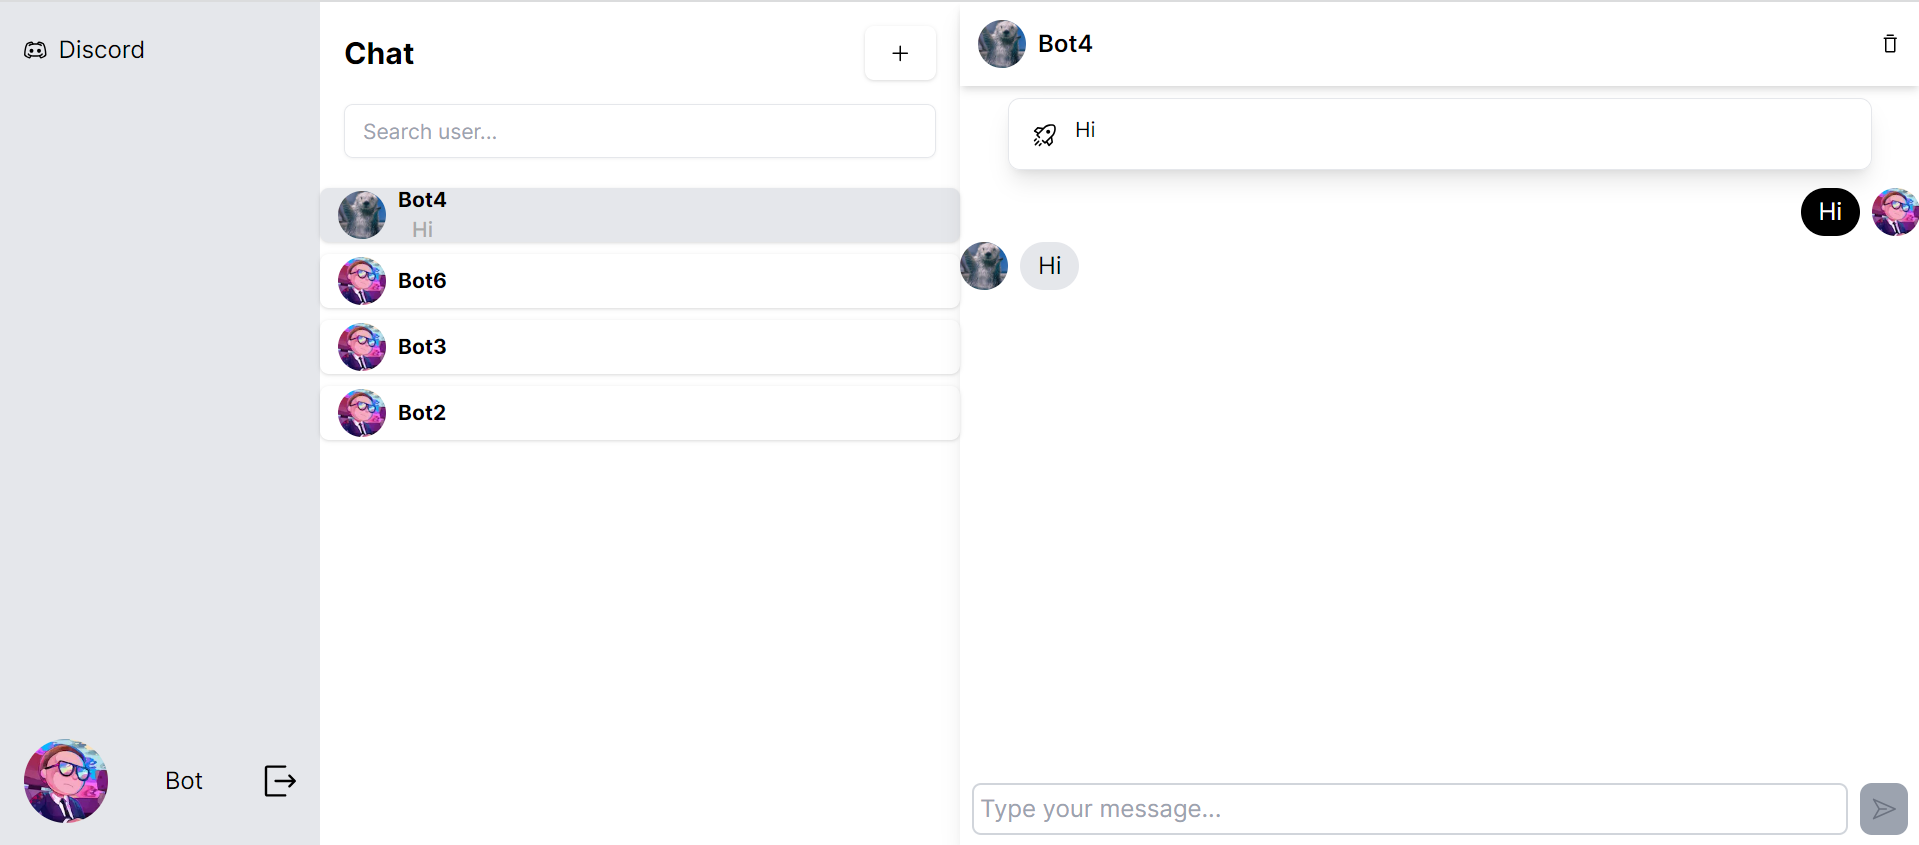 Discord
Bot
Chat
Search user...
Bot4
Hi
Bot6
Bot3
Bot2
Bot4
Hi
Hi
Hi
Type your message...